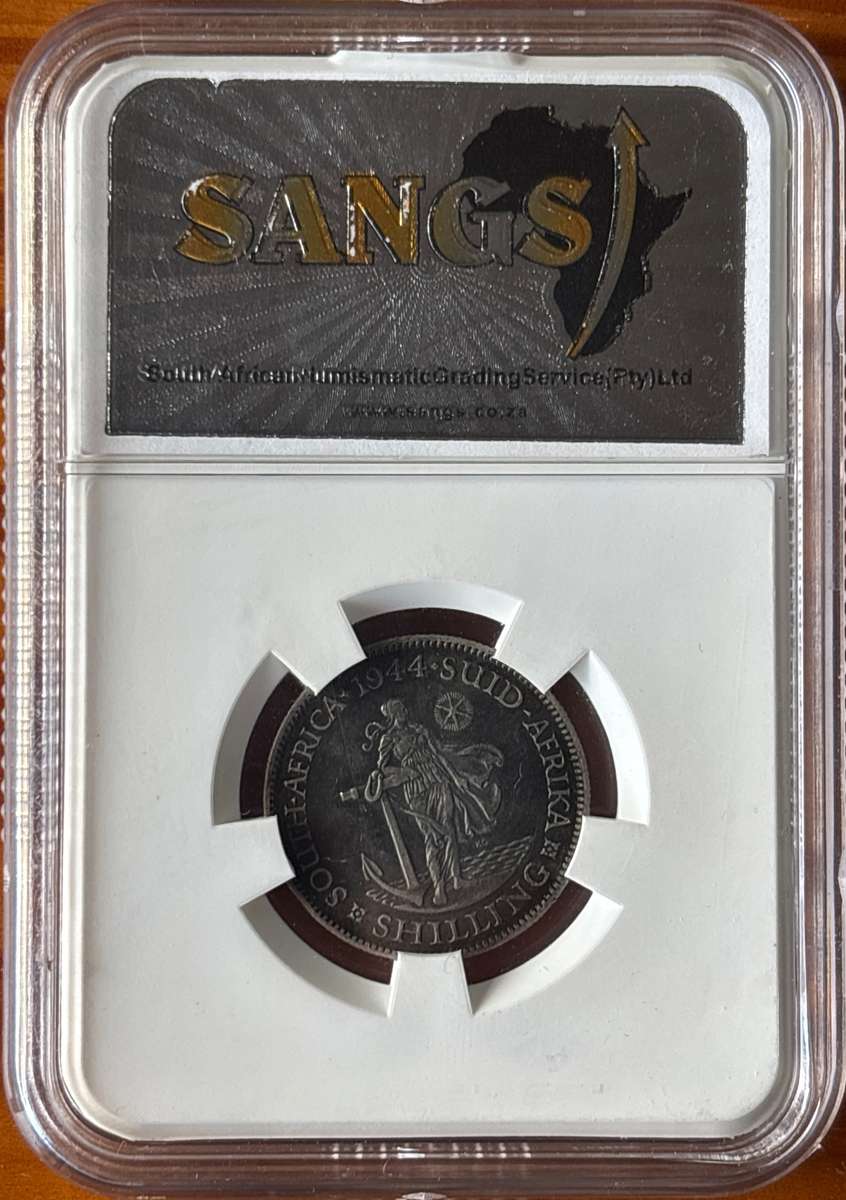 SANGS
South African Numismatic Grading Service (Pty) Ltd
www.sangs.co.za
SOUTH·AFRICA·1944·SUID-AFRIKA
SHILLING